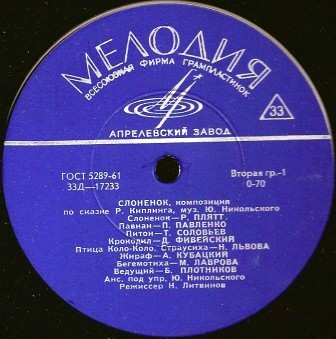 МЕЛОДИЯ
ВСЕСОЮЗНАЯ ФИРМА ГРАМПЛАСТИНОК
33
АПРЕЛЕВСКИЙ ЗАВОД
ГОСТ 5289-61 Вторая гр.-1
33Д—17233 0-70
СЛОНЕНОК, композиция
по сказке Р. Киплинга, муз. Ю. Никольского
Слоненок—Р. ПЛЯТТ
Павиан—П. ПАВЛЕНКО
Питон—Т. СОЛОВЬЕВ
Крокодил—Д. ФИВЕЙСКИЙ
Птица Коло-Коло, Страусиха—Н. ЛЬВОВА
Жираф—А. КУБАЦКИЙ
Бегемотиха—М. ЛАВРОВА
Ведущий—Б. ПЛОТНИКОВ
Анс. под упр. Ю. Никольского
Режиссер Н. Литвинов